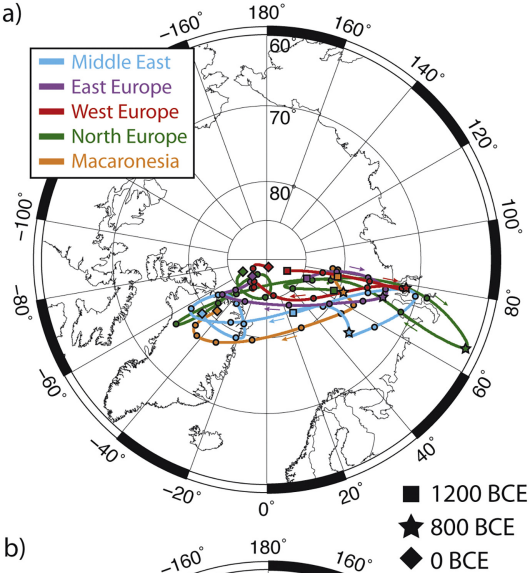 a)
180°
−160°
160°
60°
140°
Middle East
East Europe
West Europe
North Europe
Macaronesia
70°
120°
80°
−100°
100°
−80°
80°
−60°
60°
−40°
40°
−20°
0°
20°
1200 BCE
800 BCE
0 BCE
b)
−160°
180°
160°